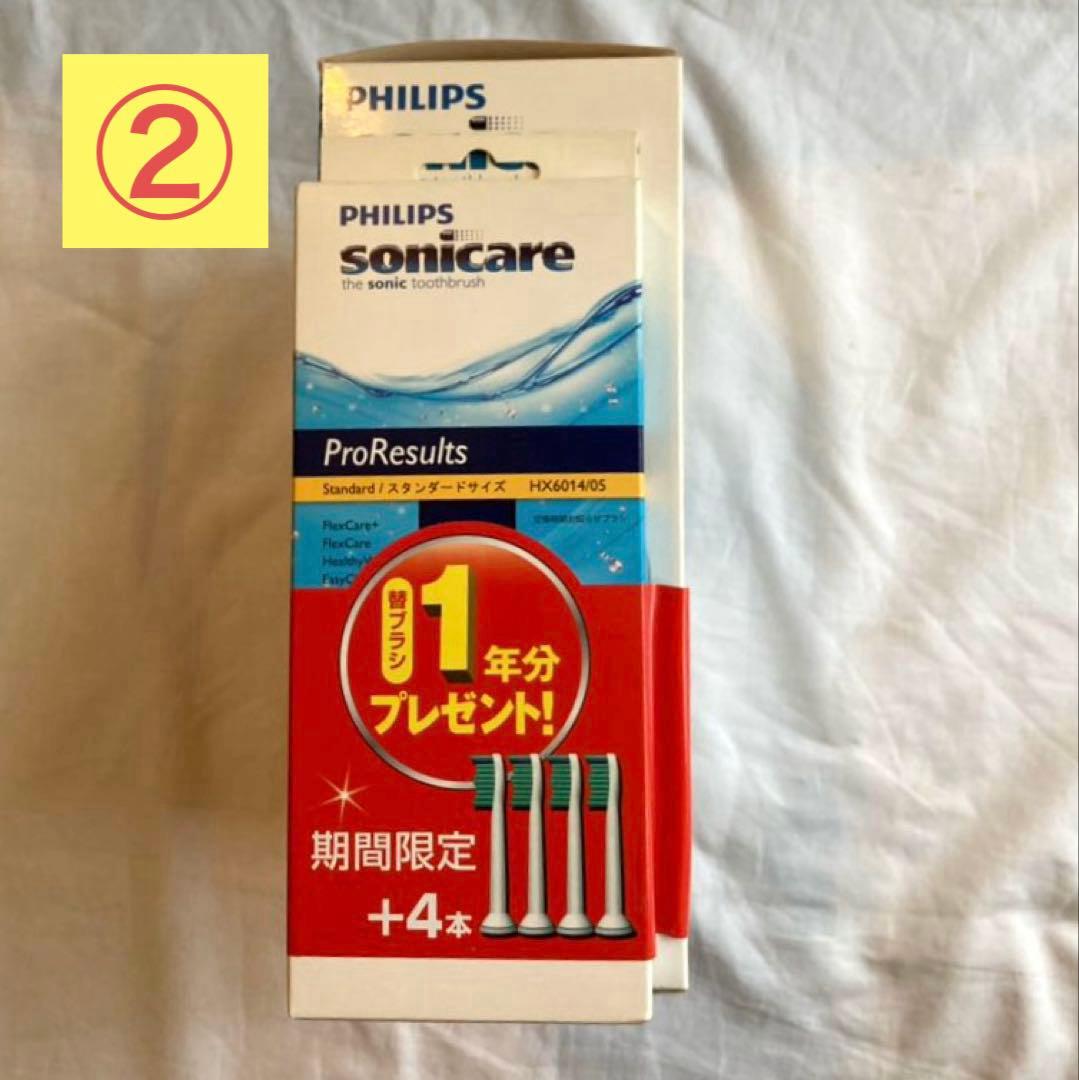 ②
PHILIPS
PHILIPS
sonicare
the sonic toothbrush
ProResults
Standard / スタンダードサイズ HX6014/05
FlexCare+
FlexCare
替ブラシ
1年分
プレゼント!
期間限定
+4本